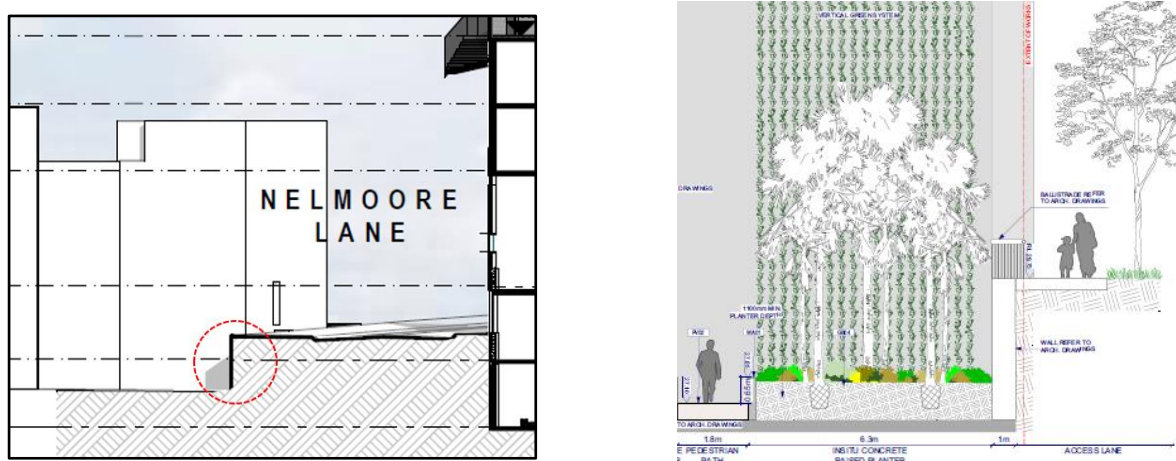 NELMOORE
LANE
VERTICAL GREEN SYSTEM
EXTENT OF WORKS
DRAWINGS
BALLISTRADE REFER
TO ARCH. DRAWINGS
1100mm MIN
PLANTER DEPTH
WALL REFER TO
ARCH. DRAWINGS
0.65m
TO ARCH. DRAWINGS
1.8m
6.3m
1m
E PEDESTRIAN
PATH
INSITU CONCRETE
RAISED PLANTER
ACCESS LANE